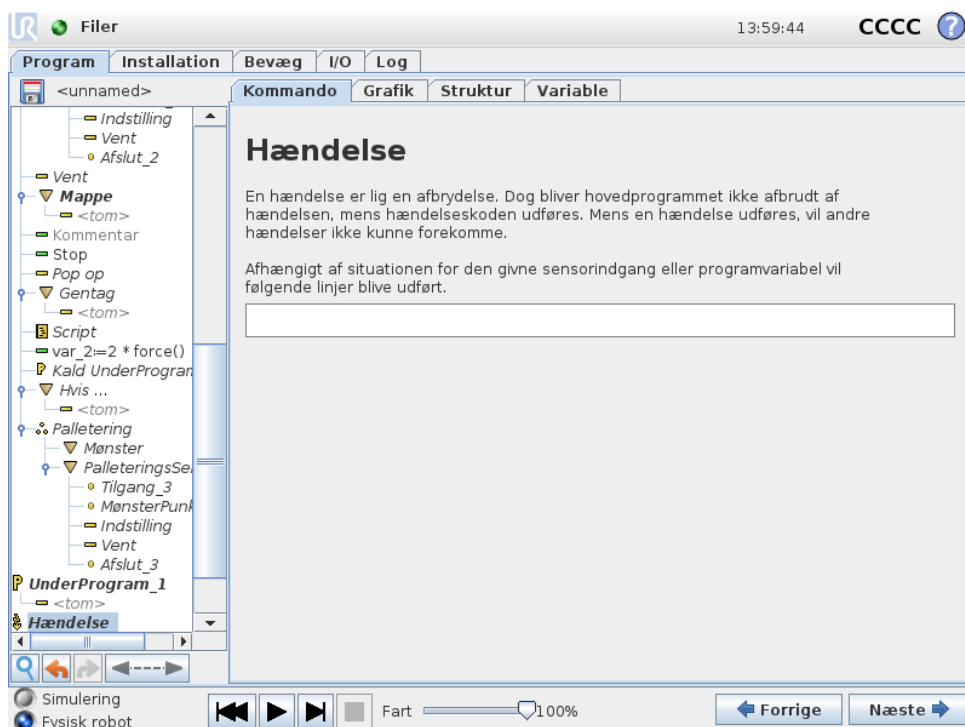 UR Filer 13:59:44 CCCC ?
Program Installation Bevæg I/O Log
<unnamed> Kommando Grafik Struktur Variable
Indstilling
Vent
Afslut_2
Vent
Mappe
<tom>
Kommentar
Stop
Pop op
Gentag
<tom>
Script
var_2:=2 * force()
Kald UnderProgram
Hvis ...
<tom>
Palletering
Mønster
PalleteringsSe
Tilgang_3
MønsterPunk
Indstilling
Vent
Afslut_3
P UnderProgram_1
<tom>
Hændelse
Hændelse
En hændelse er lig en afbrydelse. Dog bliver hovedprogrammet ikke afbrudt af
hændelsen, mens hændelseskoden udføres. Mens en hændelse udføres, vil andre
hændelser ikke kunne forekomme.
Afhængigt af situationen for den givne sensorindgang eller programvariabel vil
følgende linjer blive udført.
Simulering
Fysisk robot
Fart 100%
Forrige Næste